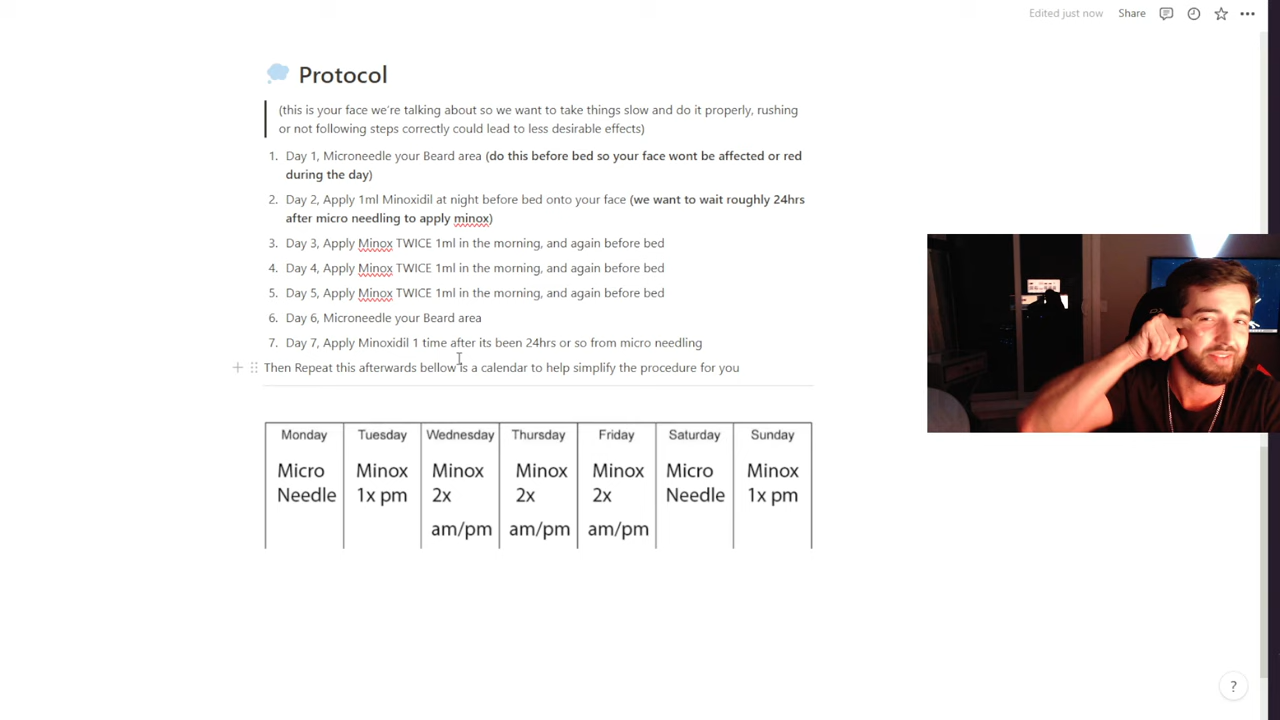 Edited just now Share
Protocol
(this is your face we're talking about so we want to take things slow and do it properly, rushing
or not following steps correctly could lead to less desirable effects)
1. Day 1, Microneedle your Beard area (do this before bed so your face wont be affected or red
during the day)
2. Day 2, Apply 1ml Minoxidil at night before bed onto your face (we want to wait roughly 24hrs
after micro needling to apply minox)
3. Day 3, Apply Minox TWICE 1ml in the morning, and again before bed
4. Day 4, Apply Minox TWICE 1ml in the morning, and again before bed
5. Day 5, Apply Minox TWICE 1ml in the morning, and again before bed
6. Day 6, Microneedle your Beard area
7. Day 7, Apply Minoxidil 1 time after its been 24hrs or so from micro needling
Then Repeat this afterwards bellow is a calendar to help simplify the procedure for you
Monday Tuesday Wednesday Thursday Friday Saturday Sunday
Micro Minox Minox Minox Minox Micro Minox
Needle 1x pm 2x 2x 2x Needle 1x pm
am/pm am/pm am/pm
?